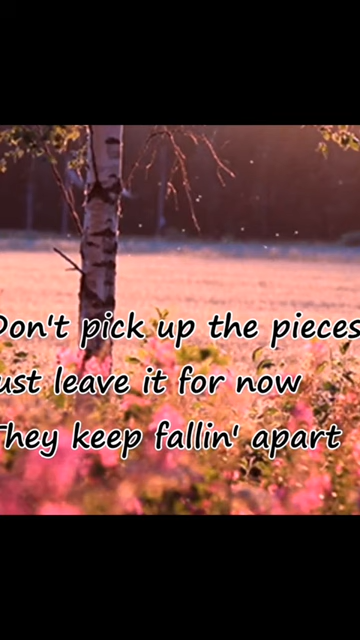 Don't pick up the pieces
ust leave it for now
They keep fallin' apart